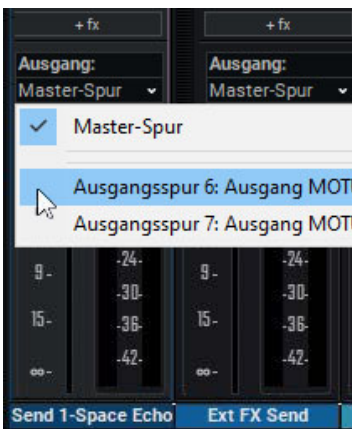 + fx
+ fx
Ausgang:
Ausgang:
Master-Spur
Master-Spur
Master-Spur
Ausgangsspur 6: Ausgang MOTU
Ausgangsspur 7: Ausgang MOTU
9-
-24-
9-
-24-
-30-
-30-
15-
-36-
15-
-36-
-42-
-42-
∞-
∞-
Send 1-Space Echo
Ext FX Send